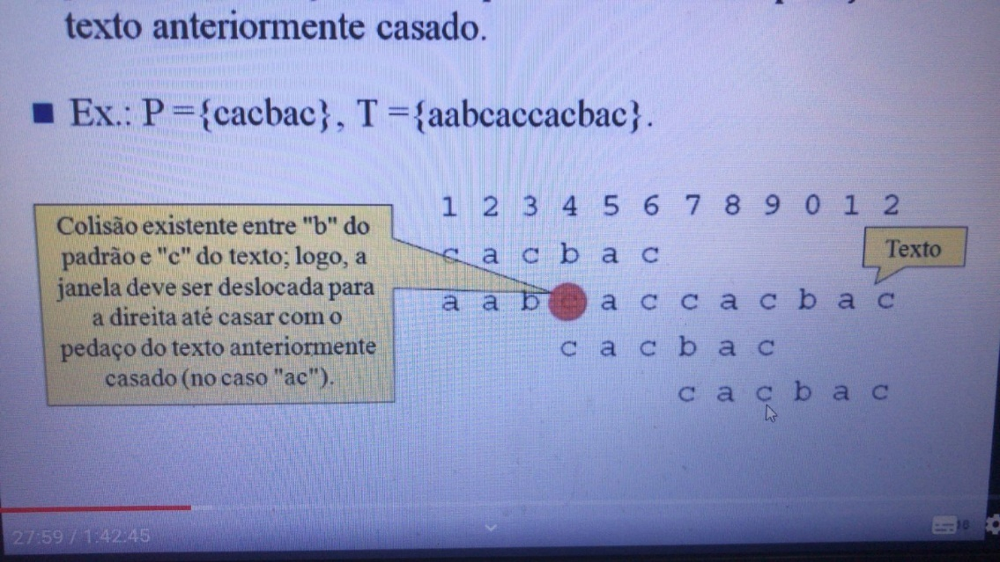 texto anteriormente casado.
Ex.: P ={cacbac}, T ={aabcaccacbac}.
Colisão existente entre "b" do
padrão e "c" do texto; logo, a
janela deve ser deslocada para
a direita até casar com o
pedaço do texto anteriormente
casado (no caso "ac").
1 2 3 4 5 6 7 8 9 0 1 2
c a c b a c
Texto
a a b c a c c a c b a c
c a c b a c
c a c b a c
27:59 / 1:42:45
18